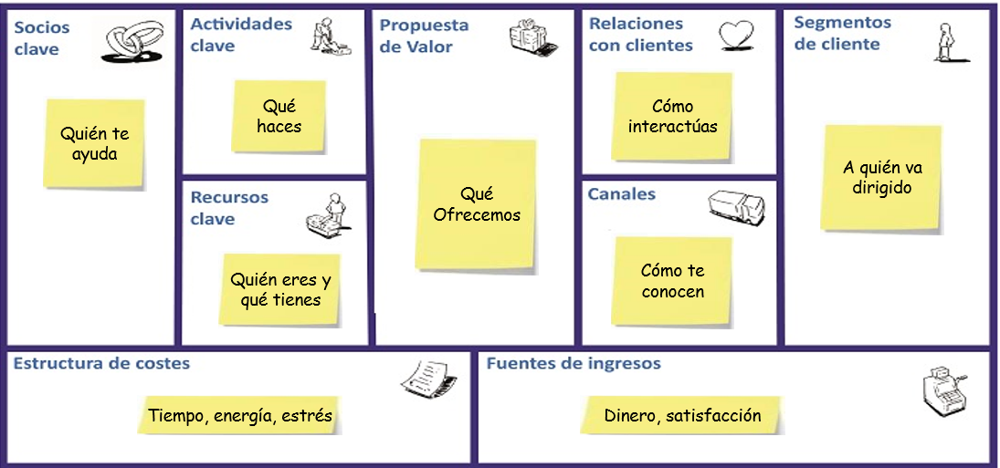 Socios
clave
Quién te
ayuda
Actividades
clave
Qué
haces
Recursos
clave
Quién eres y
qué tienes
Propuesta
de Valor
Qué
Ofrecemos
Relaciones
con clientes
Cómo
interactúas
Canales
Cómo te
conocen
Segmentos
de cliente
A quién va
dirigido
Estructura de costes
Tiempo, energía, estrés
Fuentes de ingresos
Dinero, satisfacción